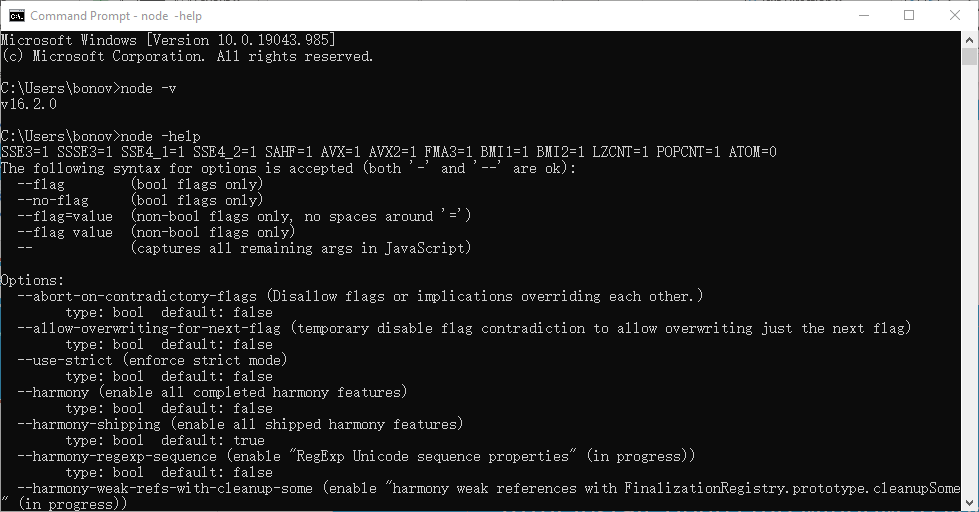 Command Prompt - node -help
Microsoft Windows [Version 10.0.19043.985]
(c) Microsoft Corporation. All rights reserved.
C:\Users\bonov>node -v
v16.2.0
C:\Users\bonov>node -help
SSE3=1 SSSE3=1 SSE4_1=1 SSE4_2=1 SAHF=1 AVX=1 AVX2=1 FMA3=1 BMI1=1 BMI2=1 LZCNT=1 POPCNT=1 ATOM=0
The following syntax for options is accepted (both '-' and '--' are ok):
  --flag        (bool flags only)
  --no-flag     (bool flags only)
  --flag=value  (non-bool flags only, no spaces around '=')
  --flag value  (non-bool flags only)
  --            (captures all remaining args in JavaScript)
Options:
  --abort-on-contradictory-flags (Disallow flags or implications overriding each other.)
        type: bool  default: false
  --allow-overwriting-for-next-flag (temporary disable flag contradiction to allow overwriting just the next flag)
        type: bool  default: false
  --use-strict (enforce strict mode)
        type: bool  default: false
  --harmony (enable all completed harmony features)
        type: bool  default: false
  --harmony-shipping (enable all shipped harmony features)
        type: bool  default: true
  --harmony-regexp-sequence (enable "RegExp Unicode sequence properties" (in progress))
        type: bool  default: false
  --harmony-weak-refs-with-cleanup-some (enable "harmony weak references with FinalizationRegistry.prototype.cleanupSome
" (in progress))